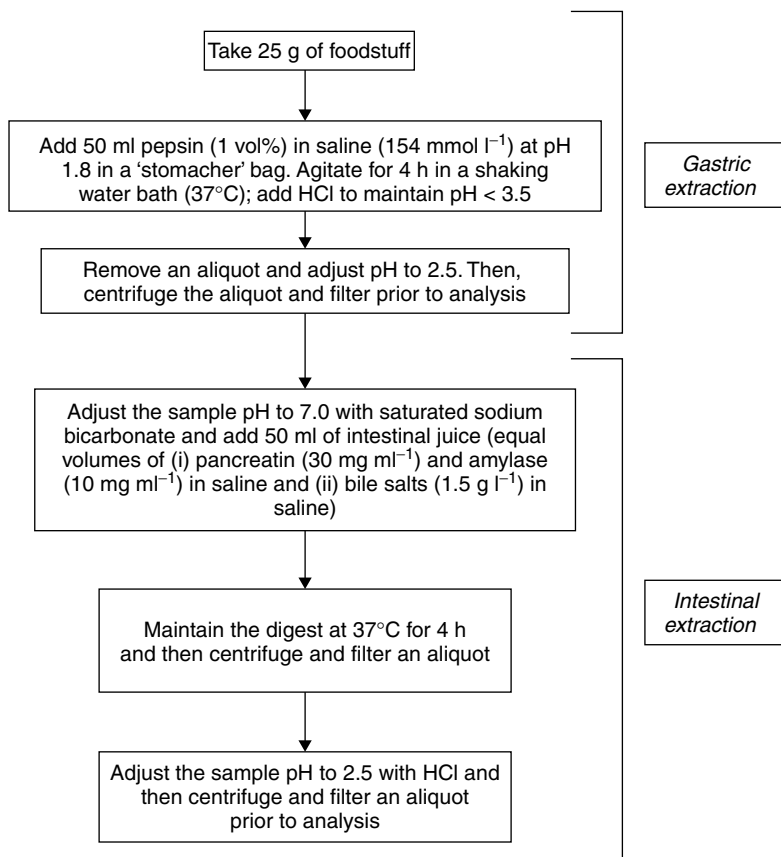 Take 25 g of foodstuff
Add 50 ml pepsin (1 vol%) in saline (154 mmol l⁻¹) at pH
1.8 in a ‘stomacher’ bag. Agitate for 4 h in a shaking
water bath (37°C); add HCl to maintain pH < 3.5
Gastric
extraction
Remove an aliquot and adjust pH to 2.5. Then,
centrifuge the aliquot and filter prior to analysis
Adjust the sample pH to 7.0 with saturated sodium
bicarbonate and add 50 ml of intestinal juice (equal
volumes of (i) pancreatin (30 mg ml⁻¹) and amylase
(10 mg ml⁻¹) in saline and (ii) bile salts (1.5 g l⁻¹) in
saline)
Maintain the digest at 37°C for 4 h
and then centrifuge and filter an aliquot
Intestinal
extraction
Adjust the sample pH to 2.5 with HCl and
then centrifuge and filter an aliquot
prior to analysis